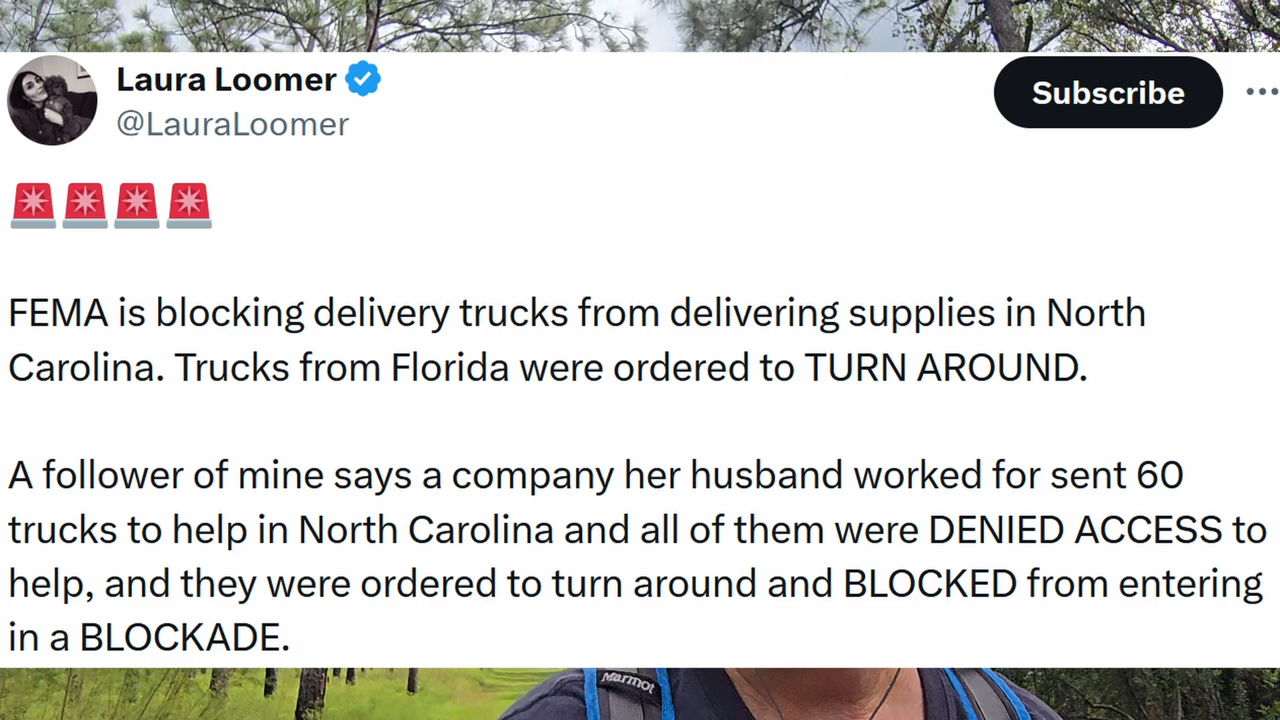 Laura Loomer
@LauraLoomer
Subscribe
🚨🚨🚨🚨
FEMA is blocking delivery trucks from delivering supplies in North
Carolina. Trucks from Florida were ordered to TURN AROUND.
A follower of mine says a company her husband worked for sent 60
trucks to help in North Carolina and all of them were DENIED ACCESS to
help, and they were ordered to turn around and BLOCKED from entering
in a BLOCKADE.
Marmot